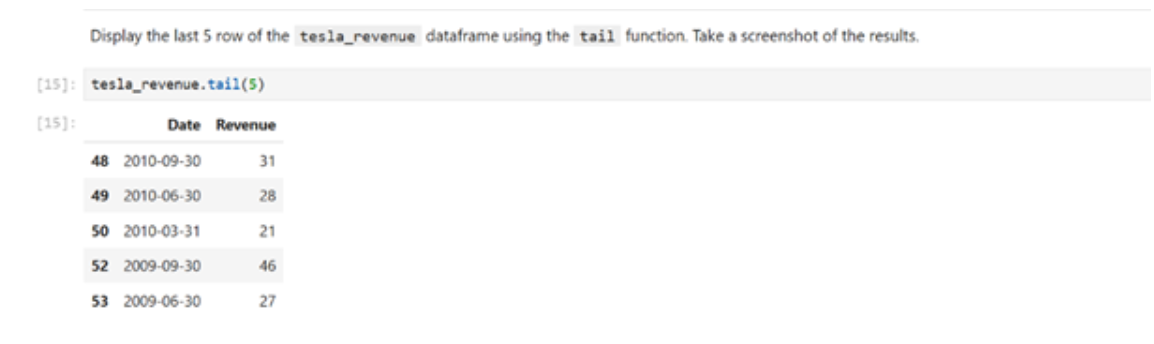 Display the last 5 row of the tesla_revenue dataframe using the tail function. Take a screenshot of the results.
[15]: tesla_revenue.tail(5)
[15]: Date Revenue
48 2010-09-30 31
49 2010-06-30 28
50 2010-03-31 21
52 2009-09-30 46
53 2009-06-30 27